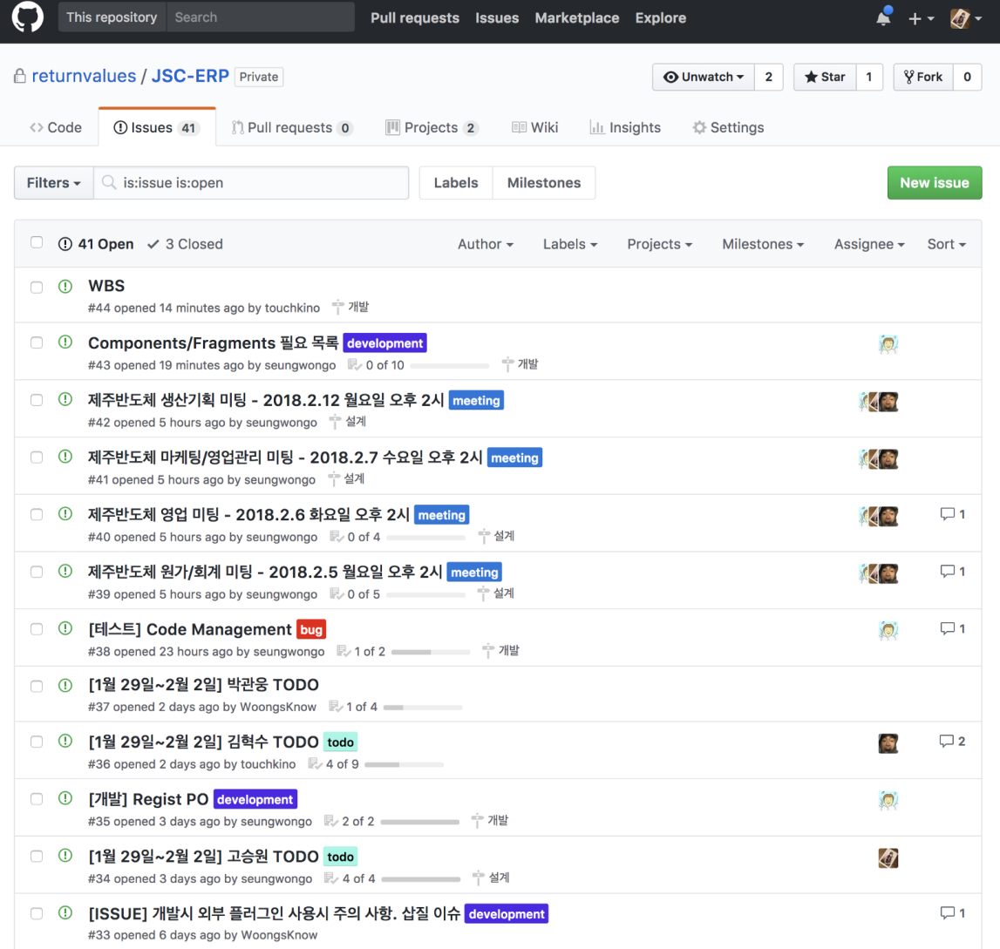 This repository Search Pull requests Issues Marketplace Explore
returnvalues / JSC-ERP Private Unwatch 2 Star 1 Fork 0
Code Issues 41 Pull requests 0 Projects 2 Wiki Insights Settings
Filters is:issue is:open Labels Milestones New issue
41 Open 3 Closed Author Labels Projects Milestones Assignee Sort
WBS
#44 opened 14 minutes ago by touchkino 개발
Components/Fragments 필요 목록 development
#43 opened 19 minutes ago by seungwongo 0 of 10 개발
제주반도체 생산기획 미팅 - 2018.2.12 월요일 오후 2시 meeting
#42 opened 5 hours ago by seungwongo 설계
제주반도체 마케팅/영업관리 미팅 - 2018.2.7 수요일 오후 2시 meeting
#41 opened 5 hours ago by seungwongo 설계
제주반도체 영업 미팅 - 2018.2.6 화요일 오후 2시 meeting 1
#40 opened 5 hours ago by seungwongo 0 of 4 설계
제주반도체 원가/회계 미팅 - 2018.2.5 월요일 오후 2시 meeting 1
#39 opened 5 hours ago by seungwongo 0 of 5 설계
[테스트] Code Management bug 1
#38 opened 23 hours ago by seungwongo 1 of 2 개발
[1월 29일~2월 2일] 박관웅 TODO
#37 opened 2 days ago by WoongsKnow 1 of 4
[1월 29일~2월 2일] 김혁수 TODO todo 2
#36 opened 2 days ago by touchkino 4 of 9
[개발] Regist PO development
#35 opened 3 days ago by seungwongo 2 of 2 개발
[1월 29일~2월 2일] 고승원 TODO todo
#34 opened 3 days ago by seungwongo 4 of 4 설계
[ISSUE] 개발시 외부 플러그인 사용시 주의 사항. 삽질 이슈 development 1
#33 opened 6 days ago by WoongsKnow